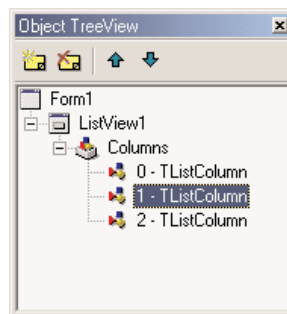 Object TreeView
Form1
ListView1
Columns
0 - TListColumn
1 - TListColumn
2 - TListColumn